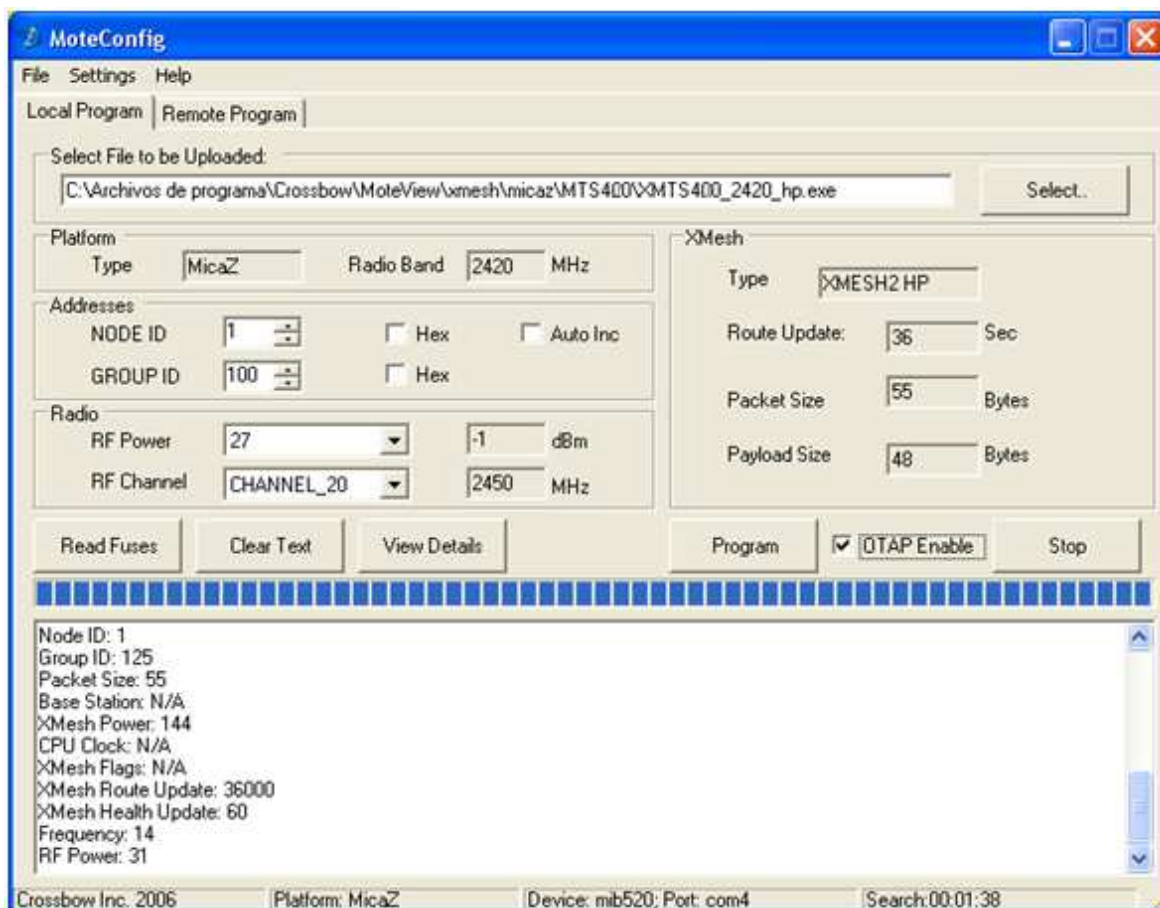 MoteConfig
File Settings Help
Local Program Remote Program
Select File to be Uploaded:
C:\Archivos de programa\Crossbow\MoteView\xmesh\micaz\MTS400\XMTS400_2420_hp.exe Select..
Platform
Type MicaZ Radio Band 2420 MHz
Addresses
NODE ID 1 Hex Auto Inc
GROUP ID 100 Hex
Radio
RF Power 27 -1 dBm
RF Channel CHANNEL_20 2450 MHz
XMesh
Type XMESH2 HP
Route Update: 36 Sec
Packet Size 55 Bytes
Payload Size 48 Bytes
Read Fuses Clear Text View Details Program OTAP Enable Stop
Node ID: 1
Group ID: 125
Packet Size: 55
Base Station: N/A
XMesh Power: 144
CPU Clock: N/A
XMesh Flags: N/A
XMesh Route Update: 36000
XMesh Health Update: 60
Frequency: 14
RF Power: 31
Crossbow Inc. 2006 Platform: MicaZ Device: mib520; Port: com4 Search:00:01:38